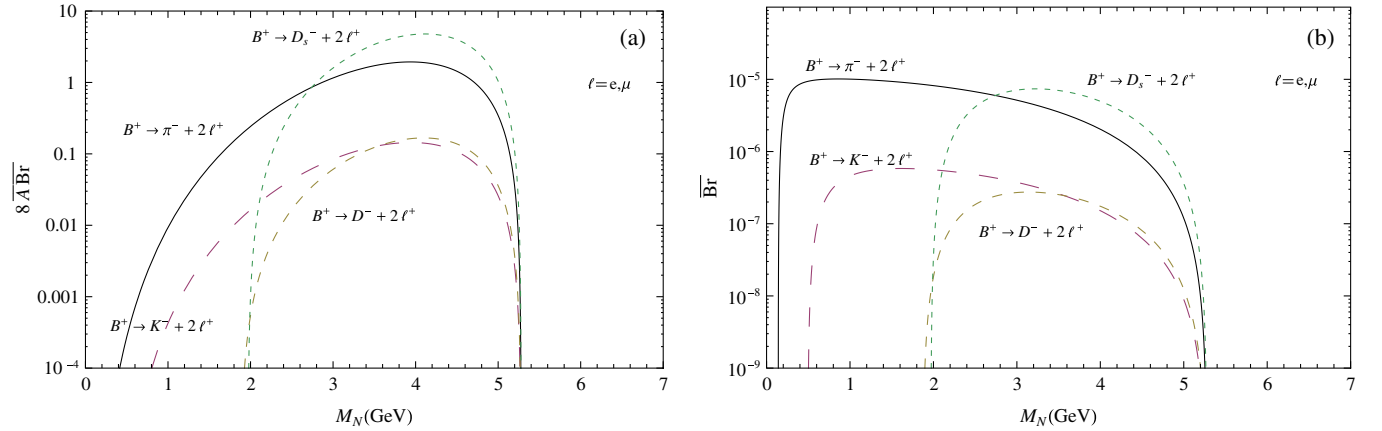 (a)
B⁺ → D_s⁻ + 2 ℓ⁺
ℓ = e, μ
B⁺ → π⁻ + 2 ℓ⁺
B⁺ → D⁻ + 2 ℓ⁺
B⁺ → K⁻ + 2 ℓ⁺
8 A B̅r̅
10
1
0.1
0.01
0.001
10⁻⁴
0 1 2 3 4 5 6 7
M_N (GeV)
(b)
B⁺ → π⁻ + 2 ℓ⁺
B⁺ → D_s⁻ + 2 ℓ⁺
ℓ = e, μ
B⁺ → K⁻ + 2 ℓ⁺
B⁺ → D⁻ + 2 ℓ⁺
B̅r̅
10⁻⁵
10⁻⁶
10⁻⁷
10⁻⁸
10⁻⁹
0 1 2 3 4 5 6 7
M_N (GeV)